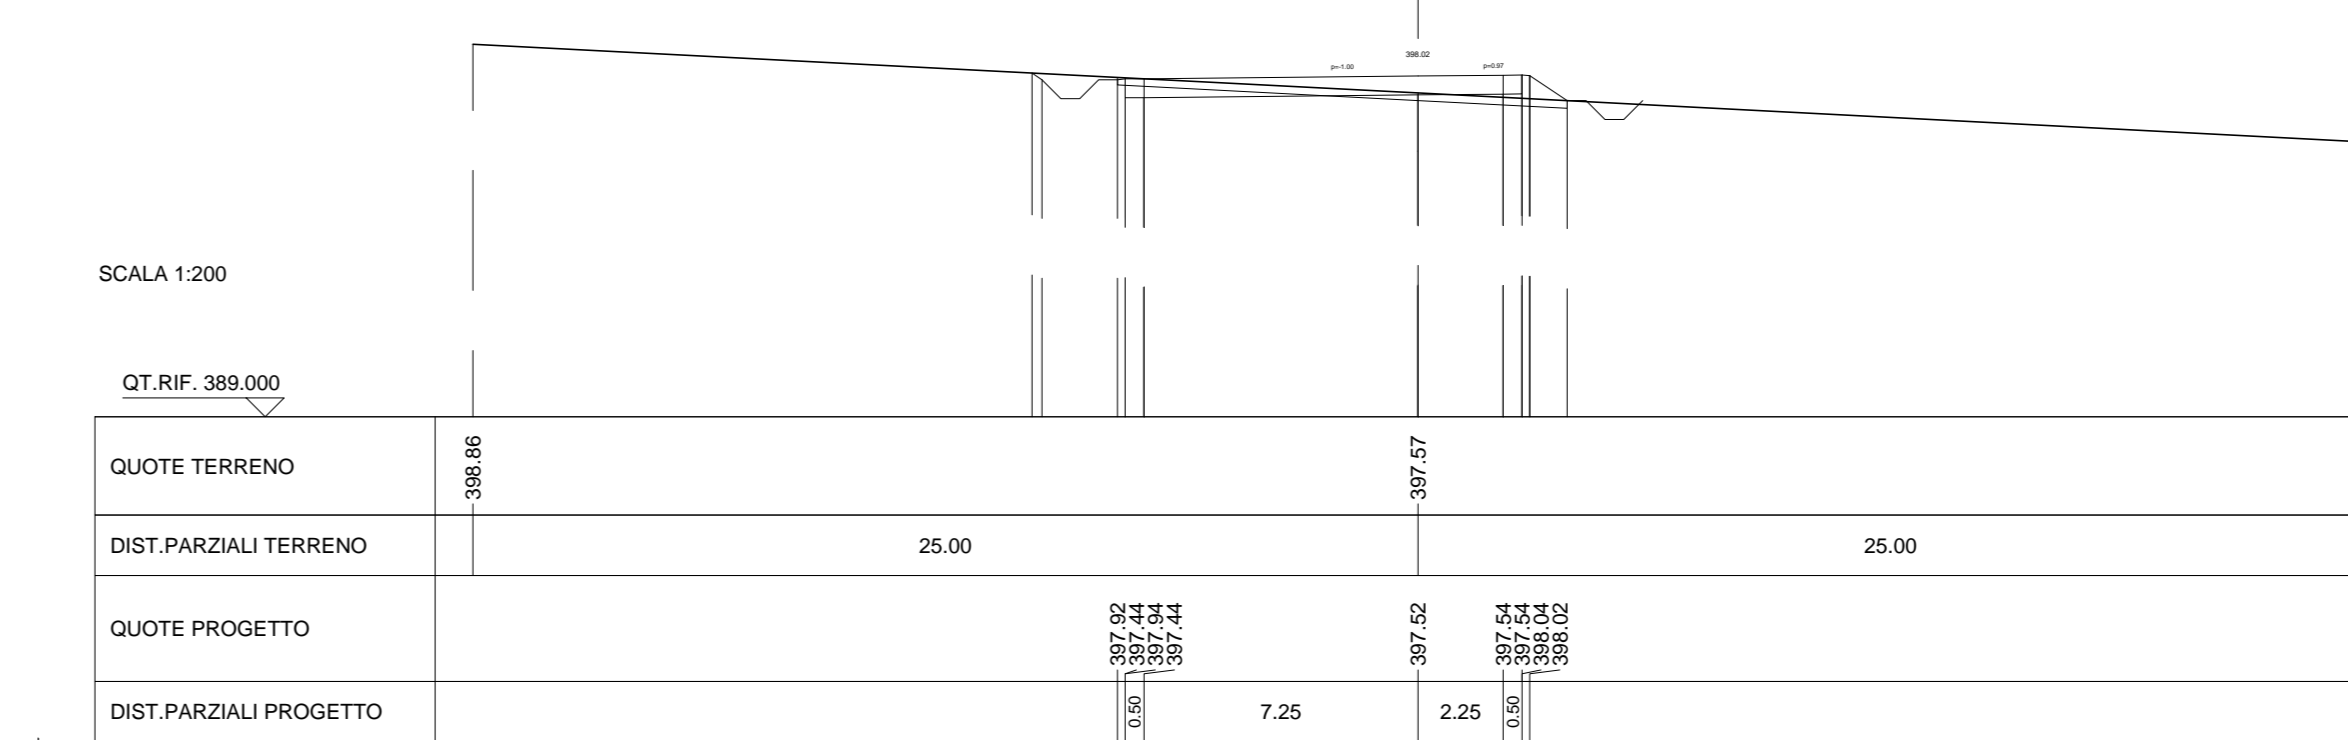 398.02
p=-1.00
p=0.97
SCALA 1:200
QT.RIF. 389.000
QUOTE TERRENO
398.86
397.57
DIST.PARZIALI TERRENO
25.00
25.00
QUOTE PROGETTO
397.92
397.44
397.94
397.44
397.52
397.54
397.54
398.04
398.02
DIST.PARZIALI PROGETTO
0.50
7.25
2.25
0.50